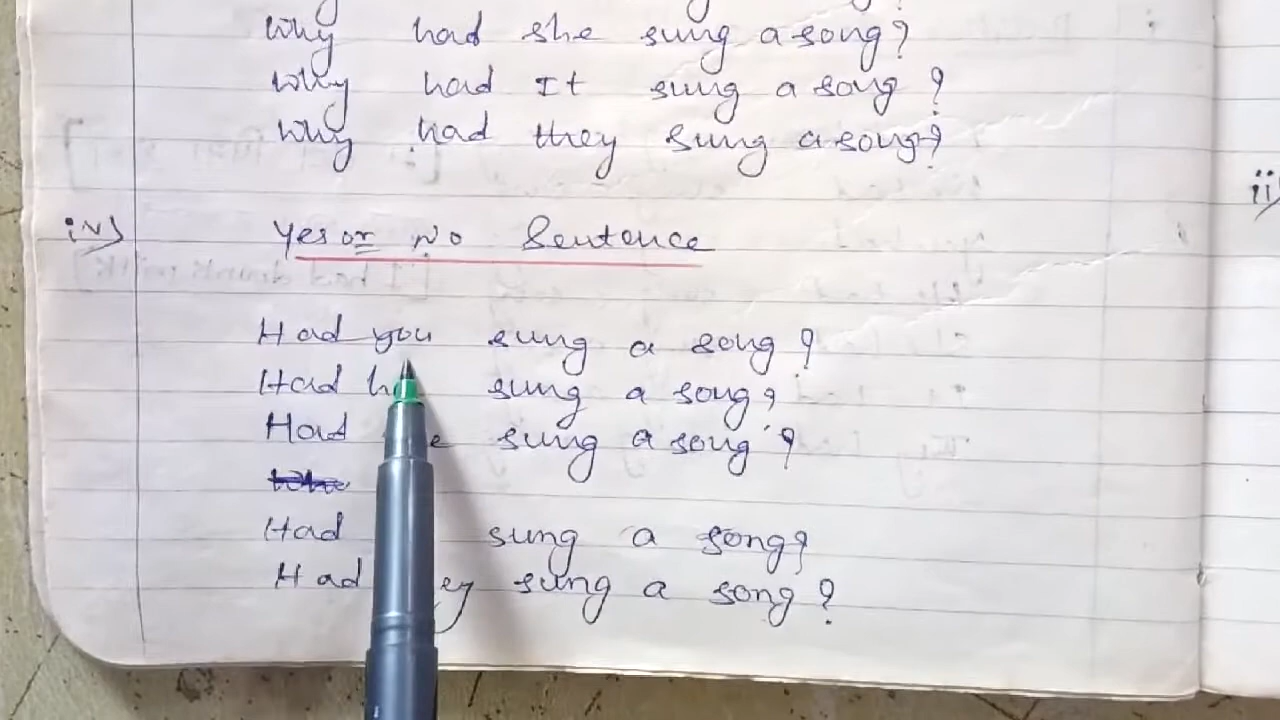 why had she sung a song?
why had It sung a song?
why had they sung a song?
iv) Yes or No Sentence
Had you sung a song?
Had sung a song?
Had sung a song?
Had sung a song?
Had sung a song?
ii)